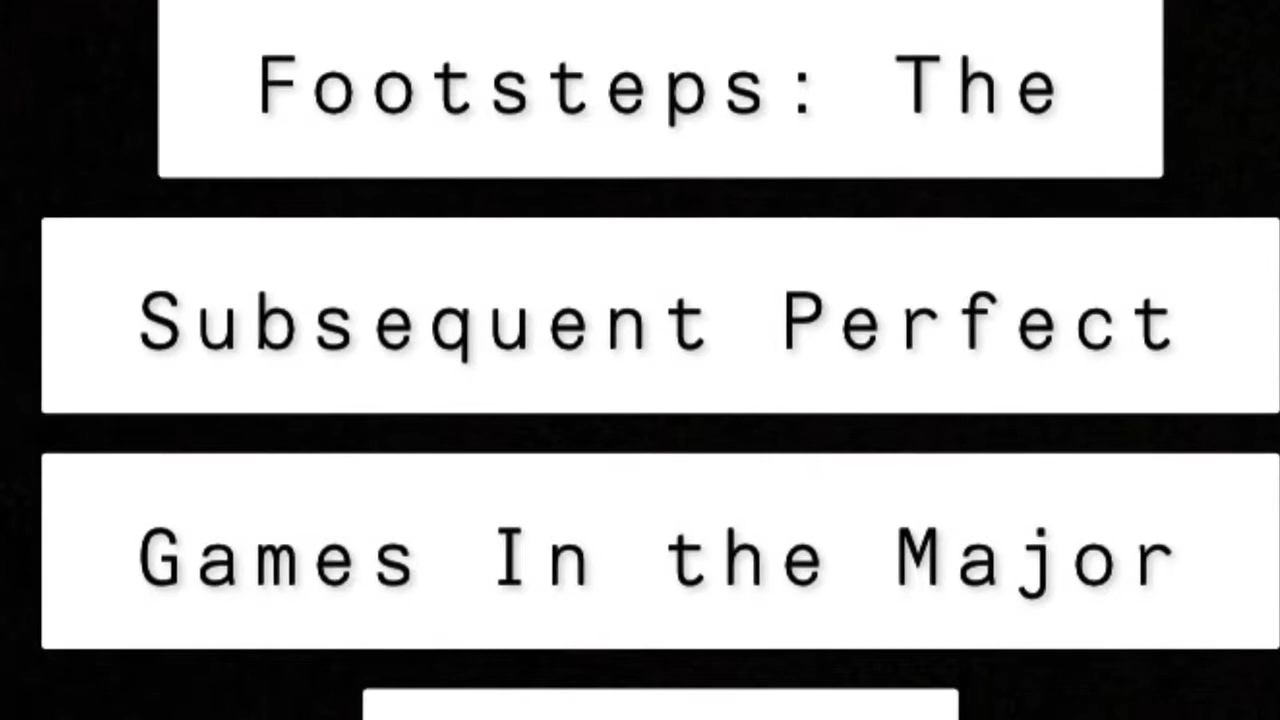 Footsteps: The
Subsequent Perfect
Games In the Major